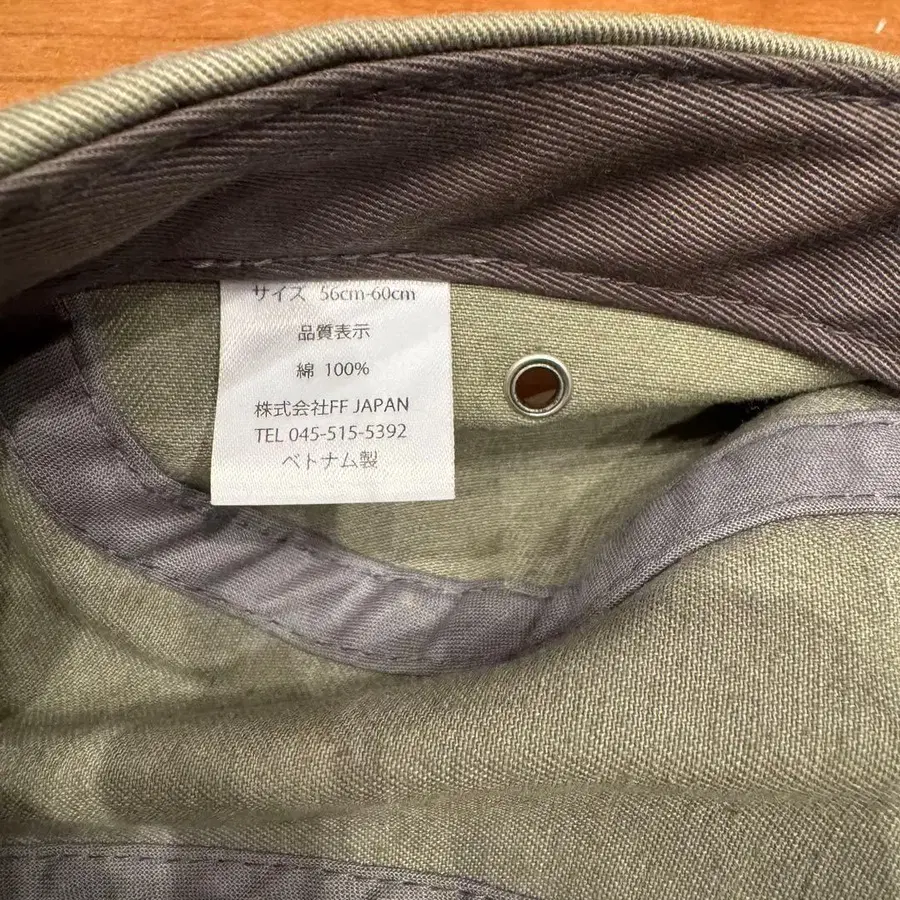 サイズ 56cm-60cm
品質表示
綿 100%
株式会社FF JAPAN
TEL 045-515-5392
ベトナム製